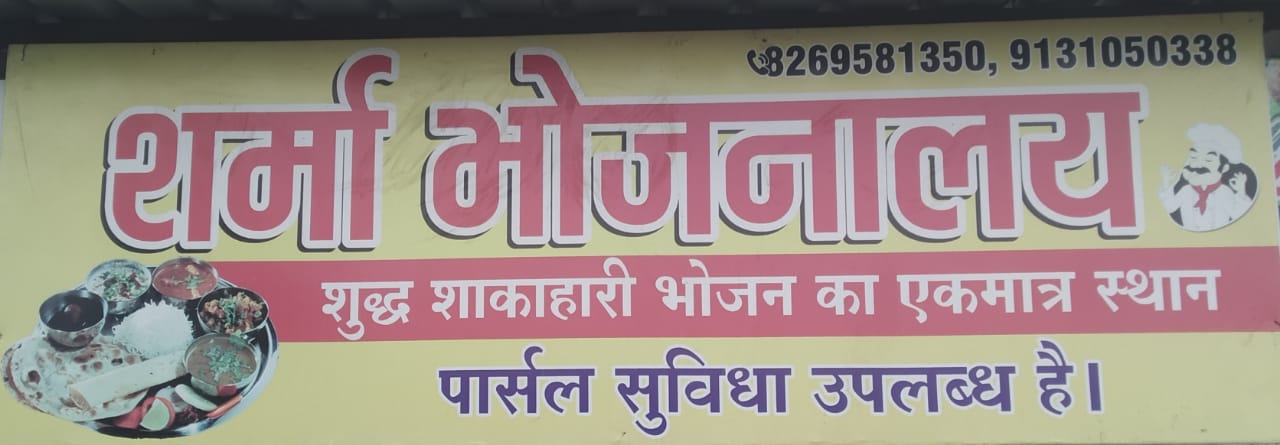 8269581350, 9131050338
शर्मा भोजनालय
शुद्ध शाकाहारी भोजन का एकमात्र स्थान
पार्सल सुविधा उपलब्ध है।